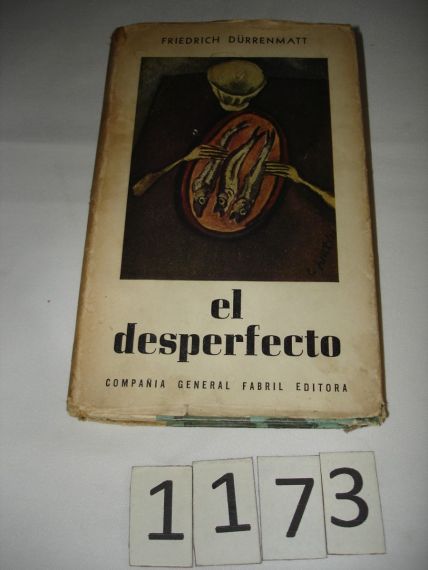 FRIEDRICH DÜRRENMATT
el
desperfecto
COMPAÑIA GENERAL FABRIL EDITORA
1173